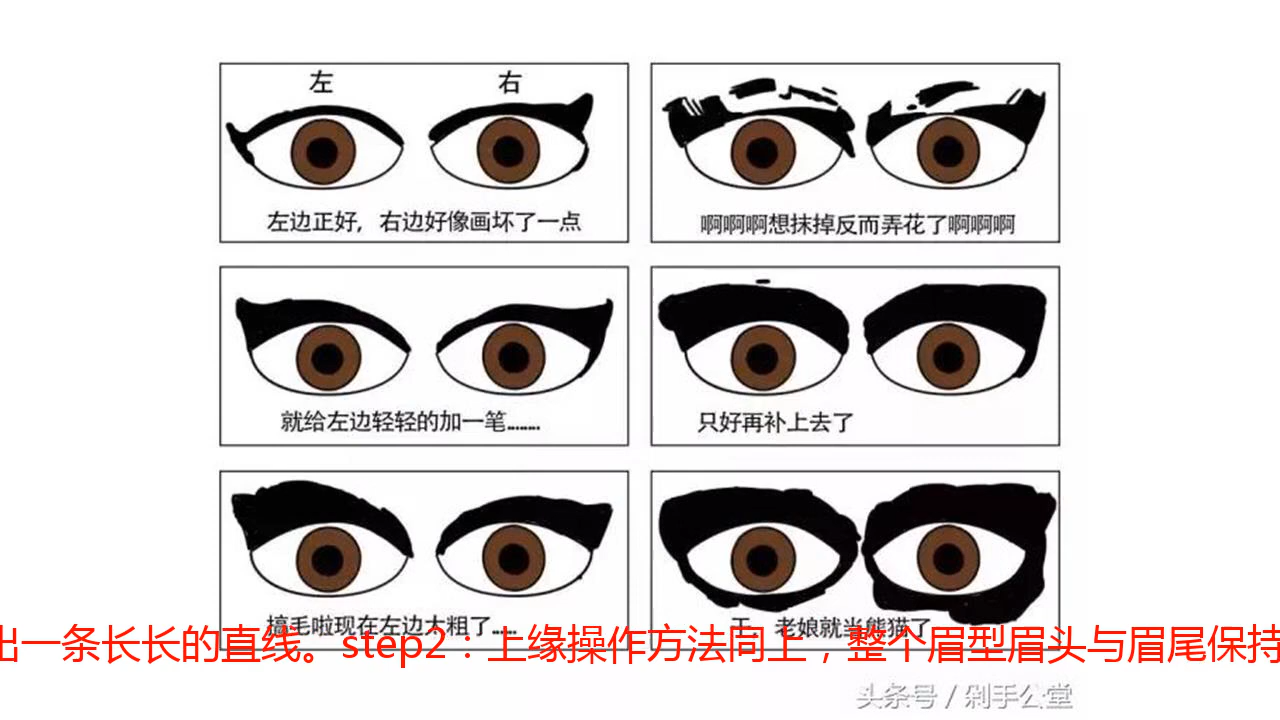 左 右
左边正好，右边好像画坏了一点
啊啊啊想抹掉反而弄花了啊啊啊
就给左边轻轻的加一笔........
只好再补上去了
搞毛啦现在左边太粗了......
干，老娘就当熊猫了
出一条长长的直线。step2：上缘操作方法同上，整个眉型眉头与眉尾保持
头条号 / 剁手公堂